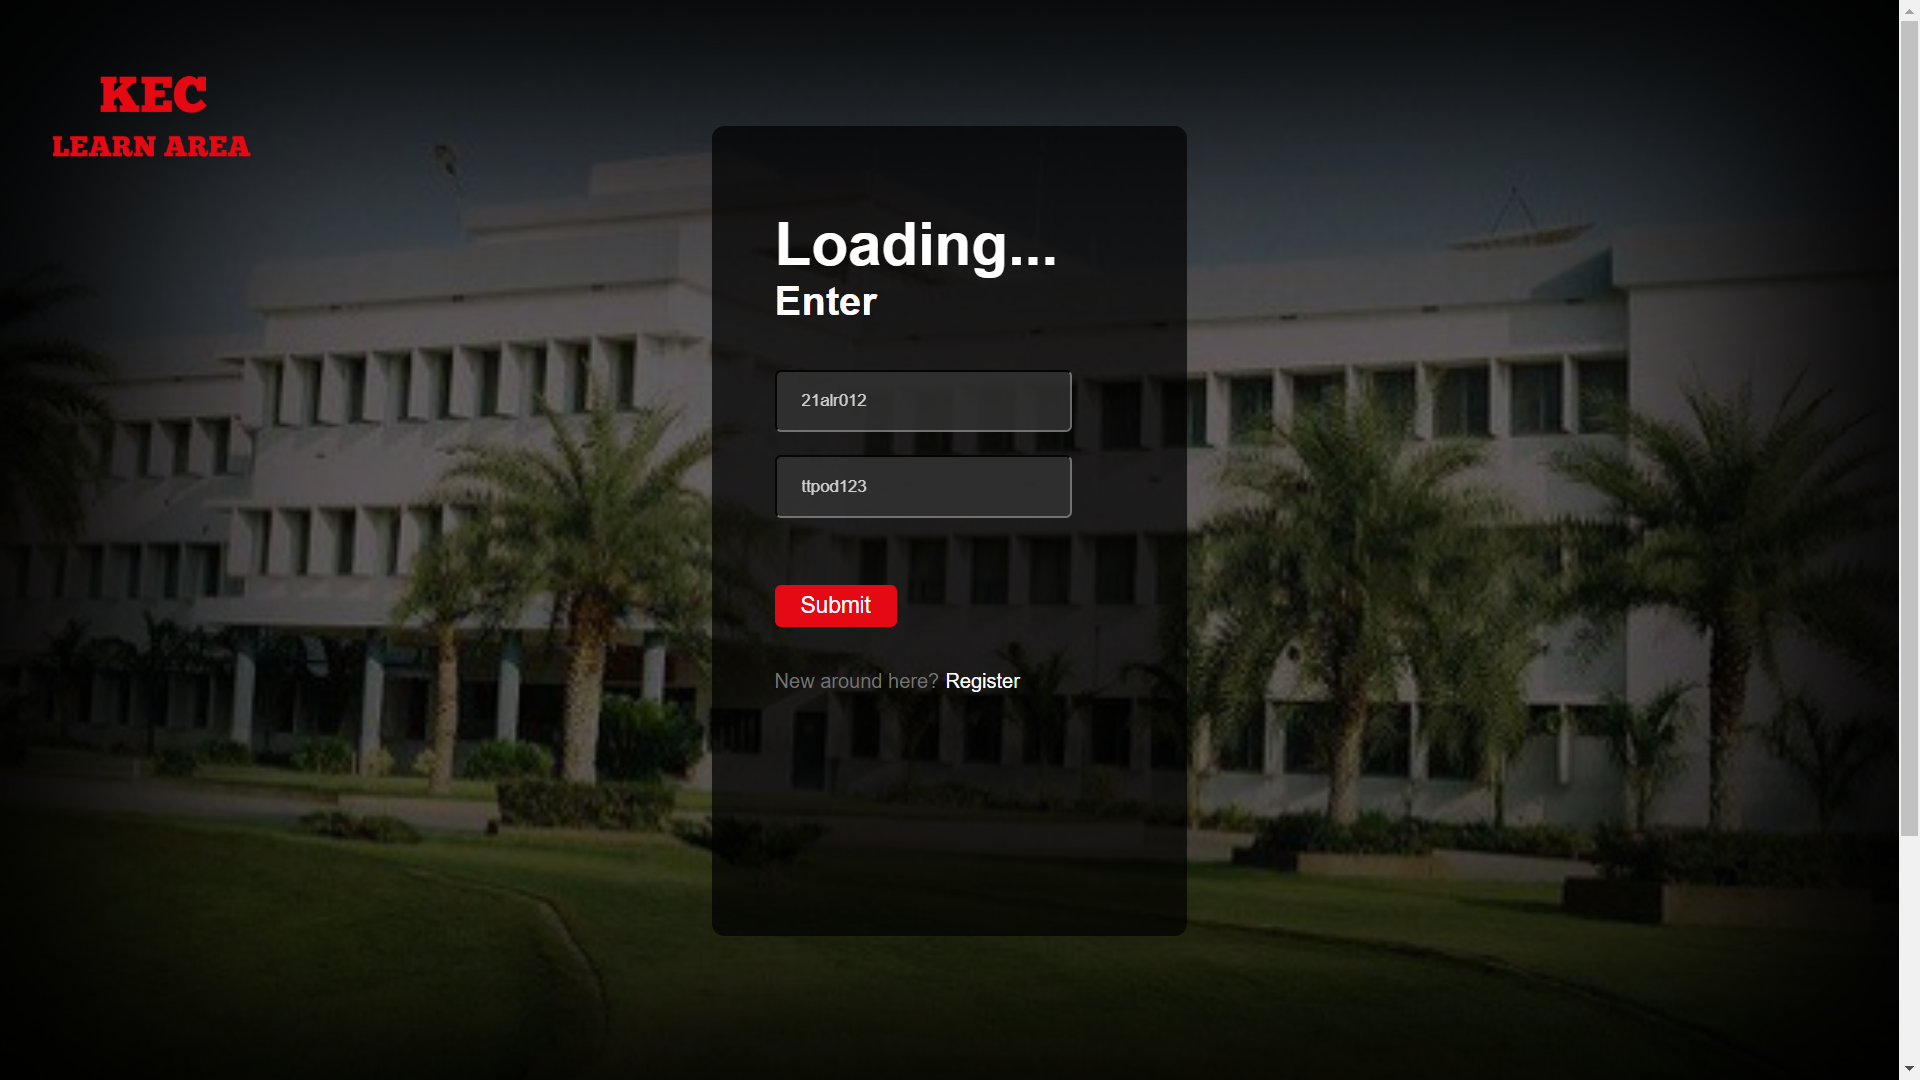 KEC
LEARN AREA
Loading...
Enter
21alr012
ttpod123
Submit
New around here? Register